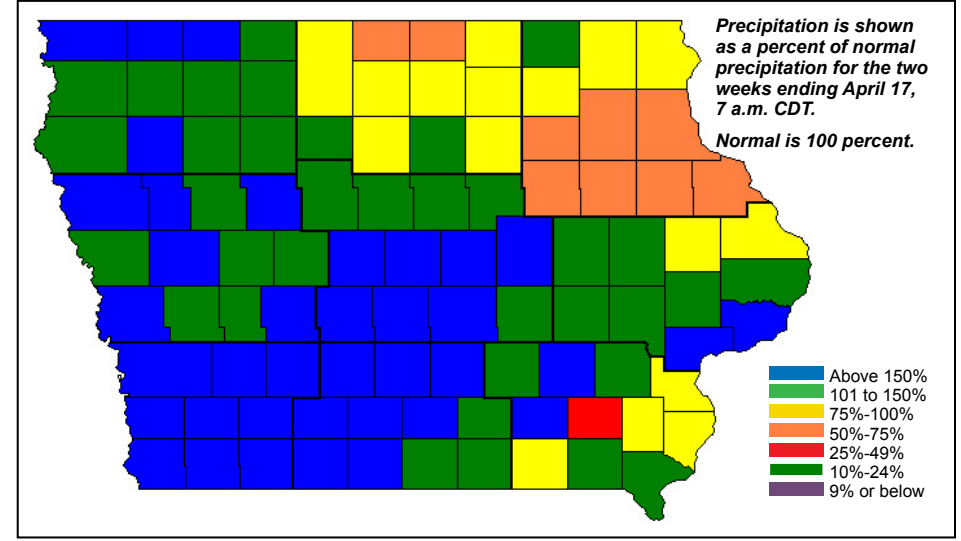 Precipitation is shown
as a percent of normal
precipitation for the two
weeks ending April 17,
7 a.m. CDT.
Normal is 100 percent.
Above 150%
101 to 150%
75%-100%
50%-75%
25%-49%
10%-24%
9% or below